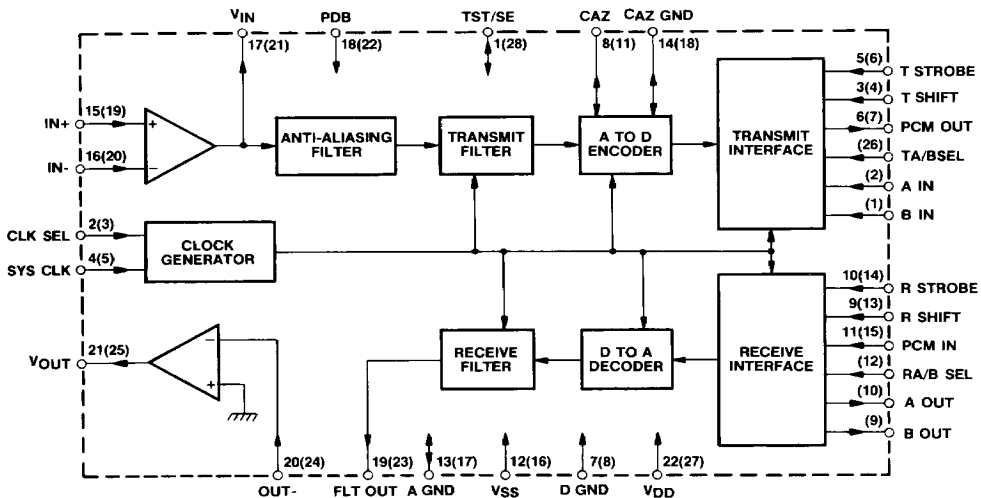 VIN PDB TST/SE CAZ CAZ GND
17(21) 18(22) 1(28) 8(11) 14(18)
5(6) T STROBE
3(4) T SHIFT
IN+ 15(19) +
6(7) PCM OUT
ANTI-ALIASING FILTER
TRANSMIT FILTER
A TO D ENCODER
TRANSMIT INTERFACE
IN- 16(20) −
(26) TA/BSEL
(2) A IN
(1) B IN
CLK SEL 2(3)
CLOCK GENERATOR
SYS CLK 4(5)
10(14) R STROBE
9(13) R SHIFT
11(15) PCM IN
VOUT 21(25) − +
RECEIVE FILTER
D TO A DECODER
RECEIVE INTERFACE
(12) RA/B SEL
(10) A OUT
(9) B OUT
20(24) 19(23) 13(17) 12(16) 7(8) 22(27)
OUT- FLT OUT A GND VSS D GND VDD